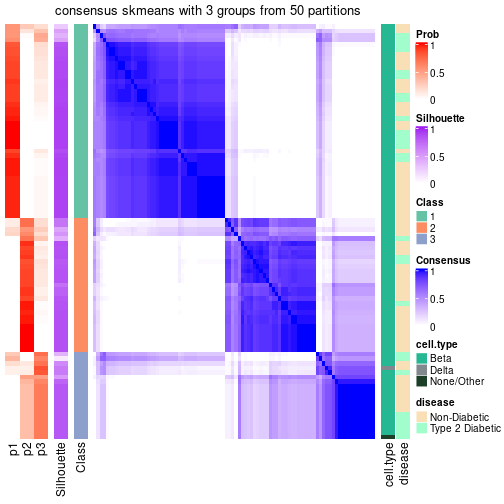 consensus skmeans with 3 groups from 50 partitions
Prob
1
0.5
0
Silhouette
1
0.5
0
Class
1
2
3
Consensus
1
0.5
0
cell.type
Beta
Delta
None/Other
disease
Non-Diabetic
Type 2 Diabetic
p1
p2
p3
Silhouette
Class
cell.type
disease